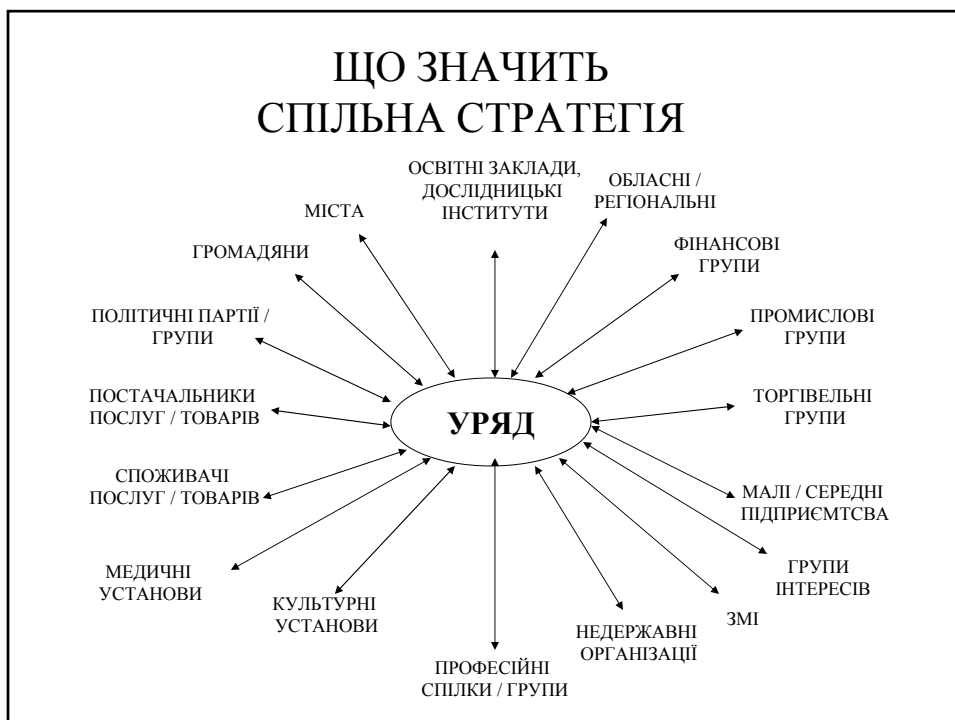 ЩО ЗНАЧИТЬ
СПІЛЬНА СТРАТЕГІЯ
ОСВІТНІ ЗАКЛАДИ,
ДОСЛІДНИЦЬКІ
ІНСТИТУТИ
ОБЛАСНІ /
РЕГІОНАЛЬНІ
МІСТА
ФІНАНСОВІ
ГРУПИ
ГРОМАДЯНИ
ПОЛІТИЧНІ ПАРТІЇ /
ГРУПИ
ПРОМИСЛОВІ
ГРУПИ
ПОСТАЧАЛЬНИКИ
ПОСЛУГ / ТОВАРІВ
УРЯД
ТОРГІВЕЛЬНІ
ГРУПИ
СПОЖИВАЧІ
ПОСЛУГ / ТОВАРІВ
МАЛІ / СЕРЕДНІ
ПІДПРИЄМТСВА
МЕДИЧНІ
УСТАНОВИ
ГРУПИ
ІНТЕРЕСІВ
КУЛЬТУРНІ
УСТАНОВИ
ЗМІ
НЕДЕРЖАВНІ
ОРГАНІЗАЦІЇ
ПРОФЕСІЙНІ
СПІЛКИ / ГРУПИ